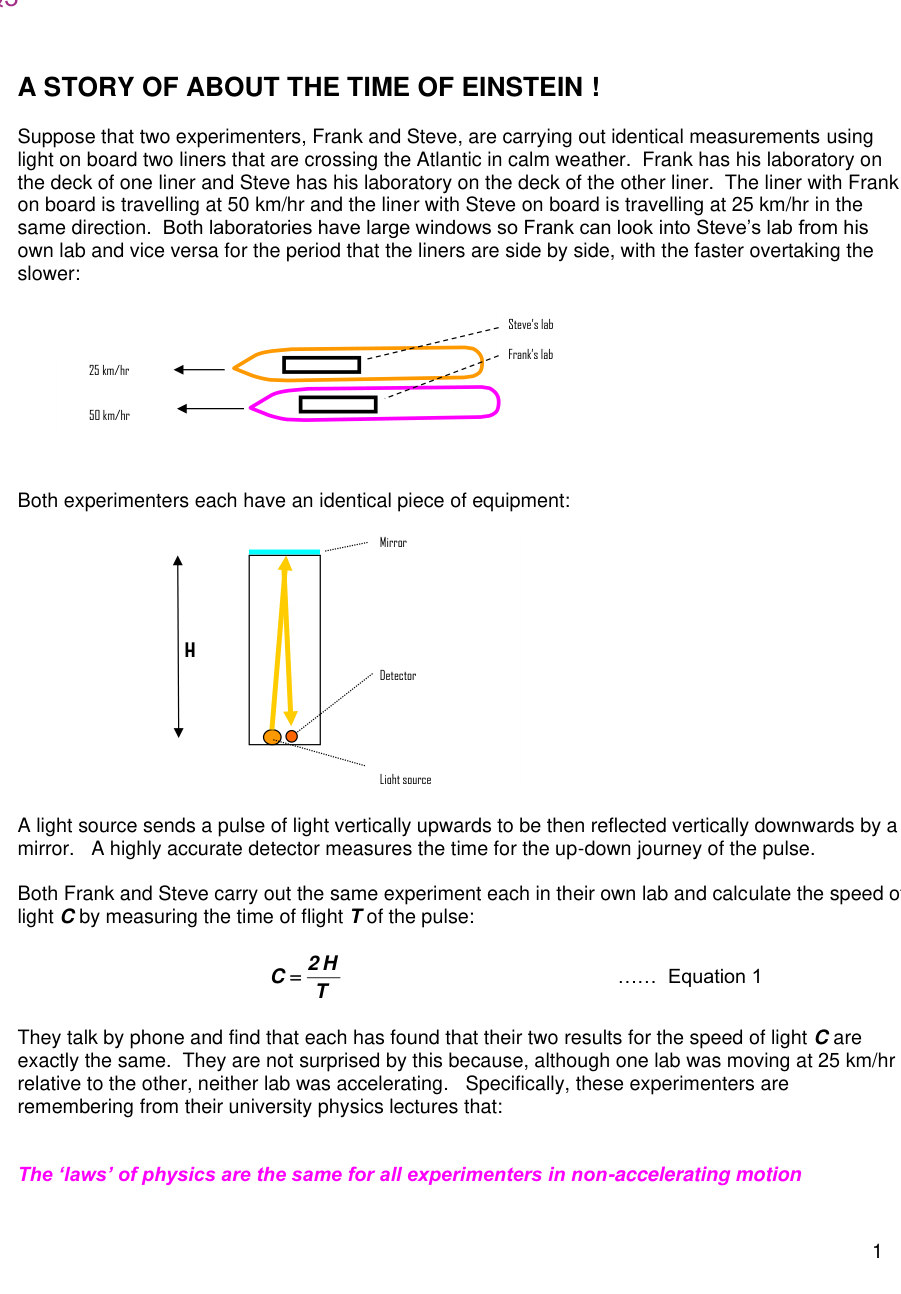 A STORY OF ABOUT THE TIME OF EINSTEIN !
Suppose that two experimenters, Frank and Steve, are carrying out identical measurements using
light on board two liners that are crossing the Atlantic in calm weather.  Frank has his laboratory on
the deck of one liner and Steve has his laboratory on the deck of the other liner.  The liner with Frank
on board is travelling at 50 km/hr and the liner with Steve on board is travelling at 25 km/hr in the
same direction.  Both laboratories have large windows so Frank can look into Steve’s lab from his
own lab and vice versa for the period that the liners are side by side, with the faster overtaking the
slower:
Steve’s lab
Frank’s lab
25 km/hr
50 km/hr
Both experimenters each have an identical piece of equipment:
Mirror
H
Detector
Light source
A light source sends a pulse of light vertically upwards to be then reflected vertically downwards by a
mirror.   A highly accurate detector measures the time for the up-down journey of the pulse.
Both Frank and Steve carry out the same experiment each in their own lab and calculate the speed of
light C by measuring the time of flight T of the pulse:
C = 2 H / T …… Equation 1
They talk by phone and find that each has found that their two results for the speed of light C are
exactly the same.  They are not surprised by this because, although one lab was moving at 25 km/hr
relative to the other, neither lab was accelerating.   Specifically, these experimenters are
remembering from their university physics lectures that:
The ‘laws’ of physics are the same for all experimenters in non-accelerating motion
1